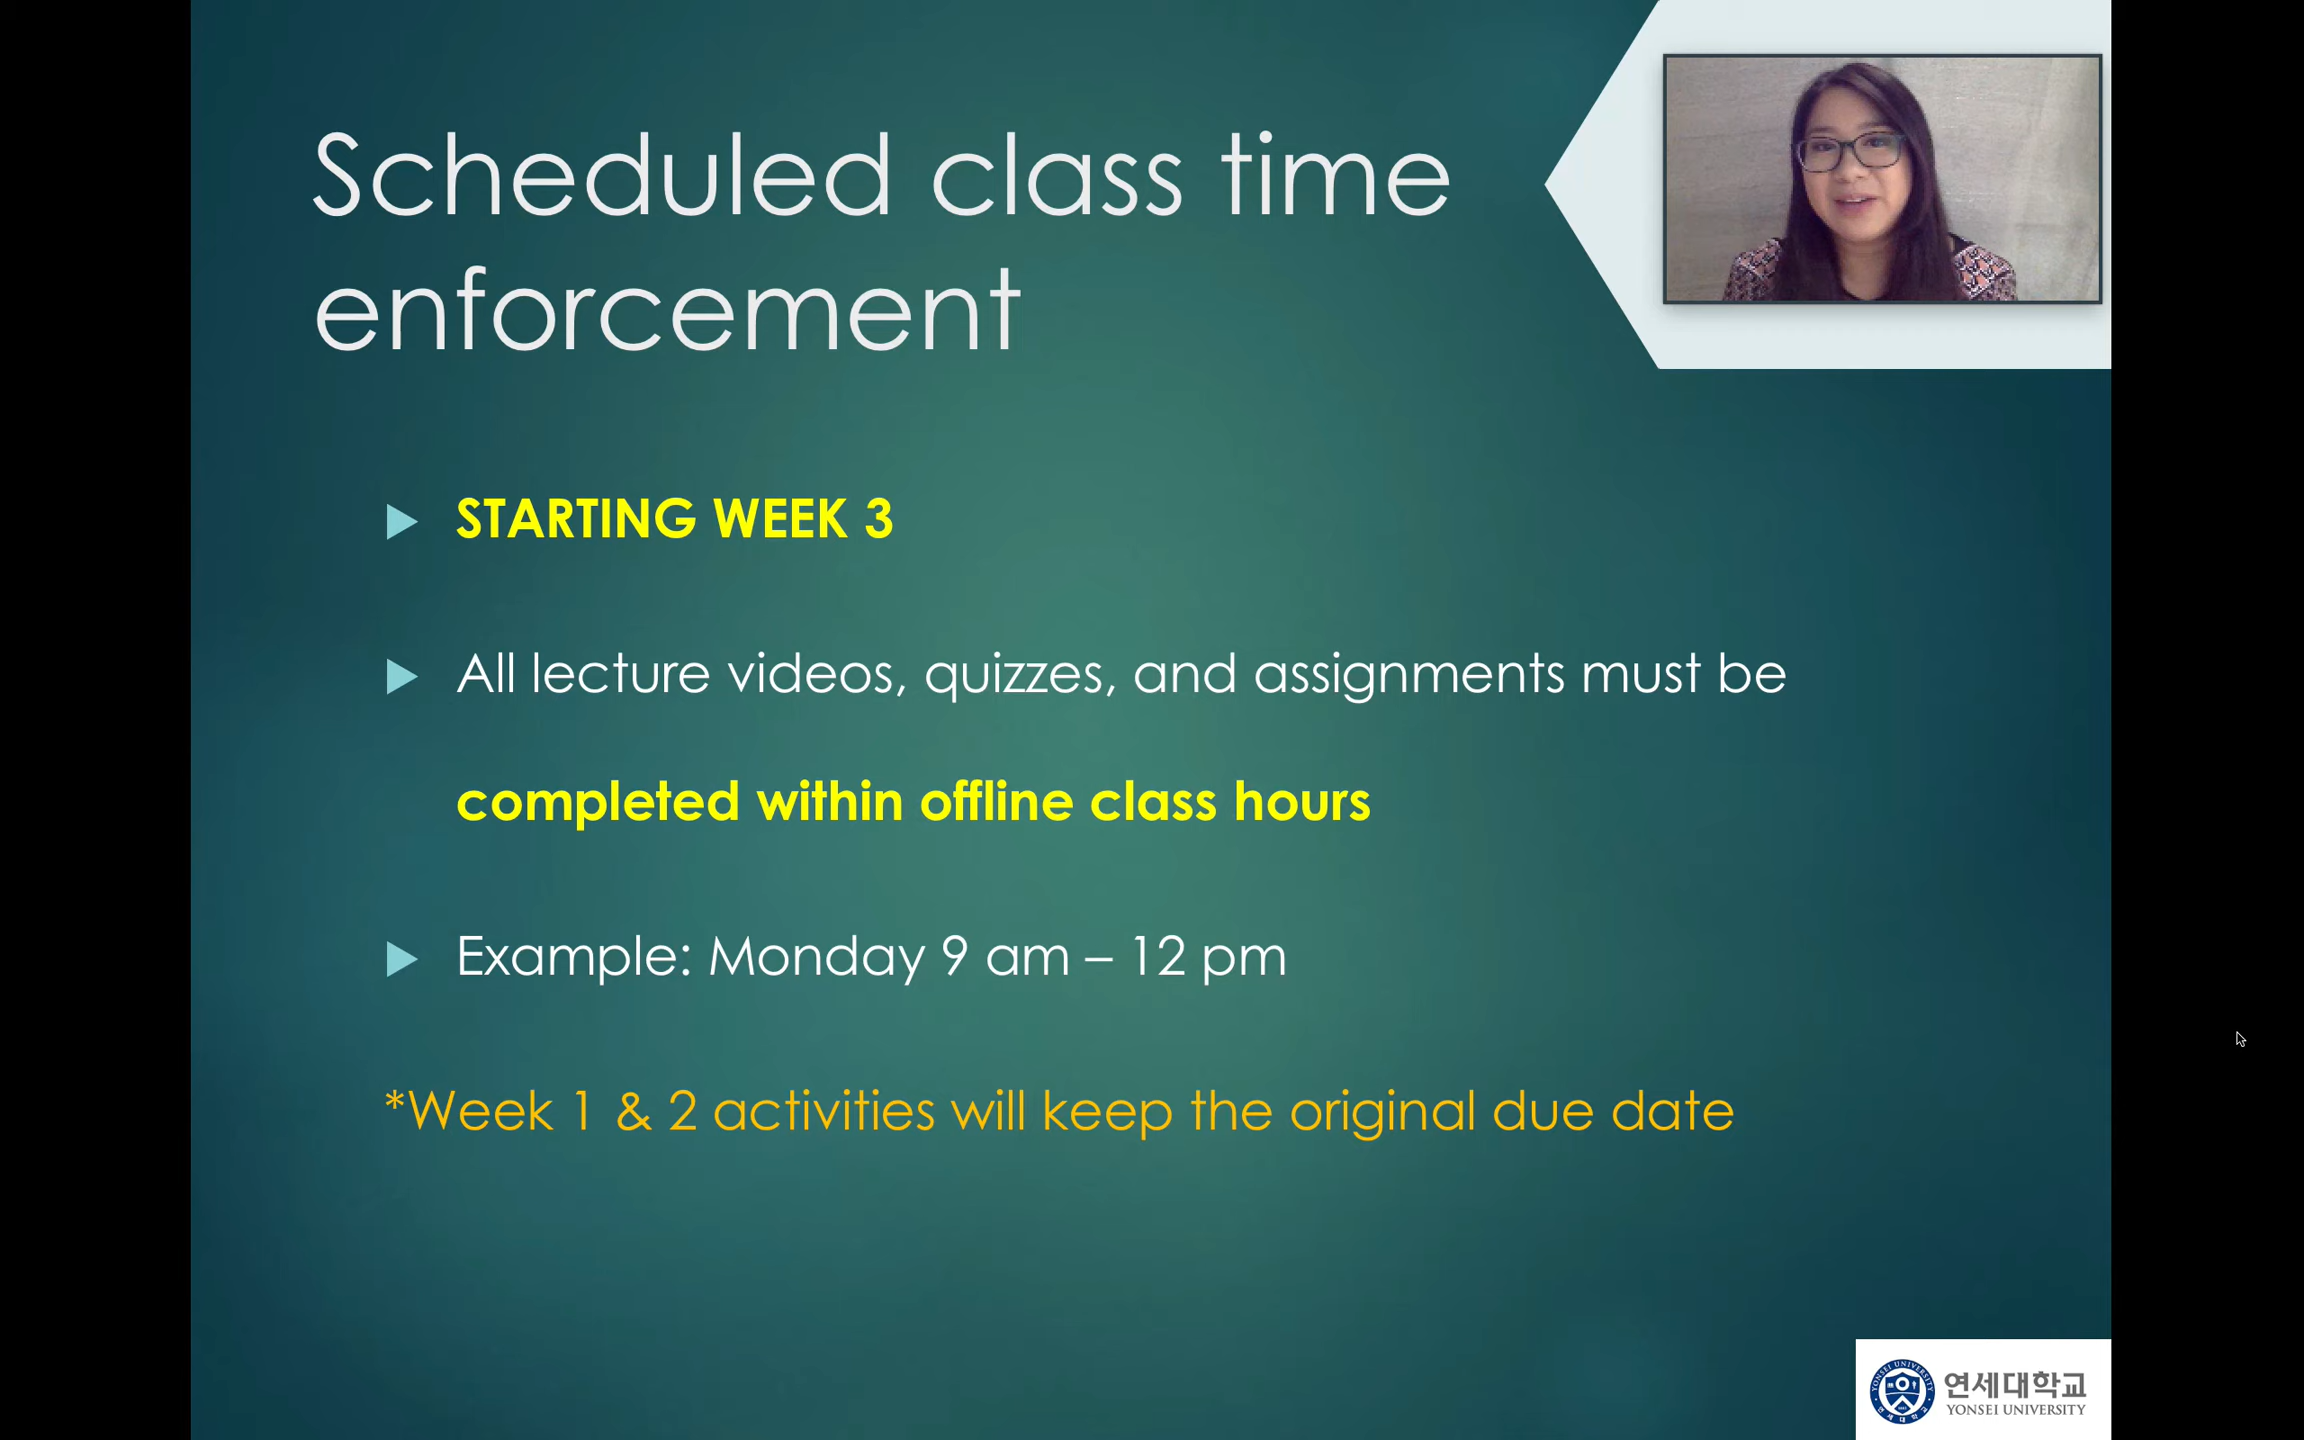 Scheduled class time
enforcement
STARTING WEEK 3
All lecture videos, quizzes, and assignments must be
completed within offline class hours
Example: Monday 9 am – 12 pm
*Week 1 & 2 activities will keep the original due date
연세대학교
YONSEI UNIVERSITY